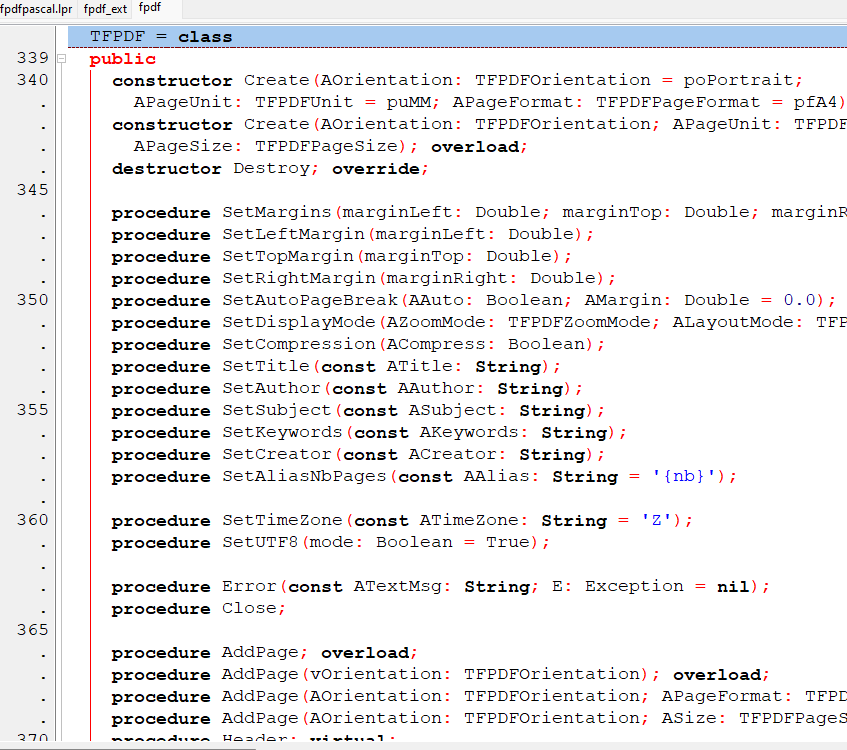 fpdfpascal.lpr fpdf_ext fpdf
TFPDF = class
339 public
340 constructor Create(AOrientation: TFPDFOrientation = poPortrait;
. APageUnit: TFPDFUnit = puMM; APageFormat: TFPDFPageFormat = pfA4)
. constructor Create(AOrientation: TFPDFOrientation; APageUnit: TFPDF
. APageSize: TFPDFPageSize); overload;
. destructor Destroy; override;
345
. procedure SetMargins(marginLeft: Double; marginTop: Double; marginR
. procedure SetLeftMargin(marginLeft: Double);
. procedure SetTopMargin(marginTop: Double);
. procedure SetRightMargin(marginRight: Double);
350 procedure SetAutoPageBreak(AAuto: Boolean; AMargin: Double = 0.0);
. procedure SetDisplayMode(AZoomMode: TFPDFZoomMode; ALayoutMode: TFP
. procedure SetCompression(ACompress: Boolean);
. procedure SetTitle(const ATitle: String);
. procedure SetAuthor(const AAuthor: String);
355 procedure SetSubject(const ASubject: String);
. procedure SetKeywords(const AKeywords: String);
. procedure SetCreator(const ACreator: String);
. procedure SetAliasNbPages(const AAlias: String = '{nb}');
.
360 procedure SetTimeZone(const ATimeZone: String = 'Z');
. procedure SetUTF8(mode: Boolean = True);
.
. procedure Error(const ATextMsg: String; E: Exception = nil);
. procedure Close;
365
. procedure AddPage; overload;
. procedure AddPage(vOrientation: TFPDFOrientation); overload;
. procedure AddPage(AOrientation: TFPDFOrientation; APageFormat: TFPD
. procedure AddPage(AOrientation: TFPDFOrientation; ASize: TFPDFPageS
370 procedure Header; virtual;